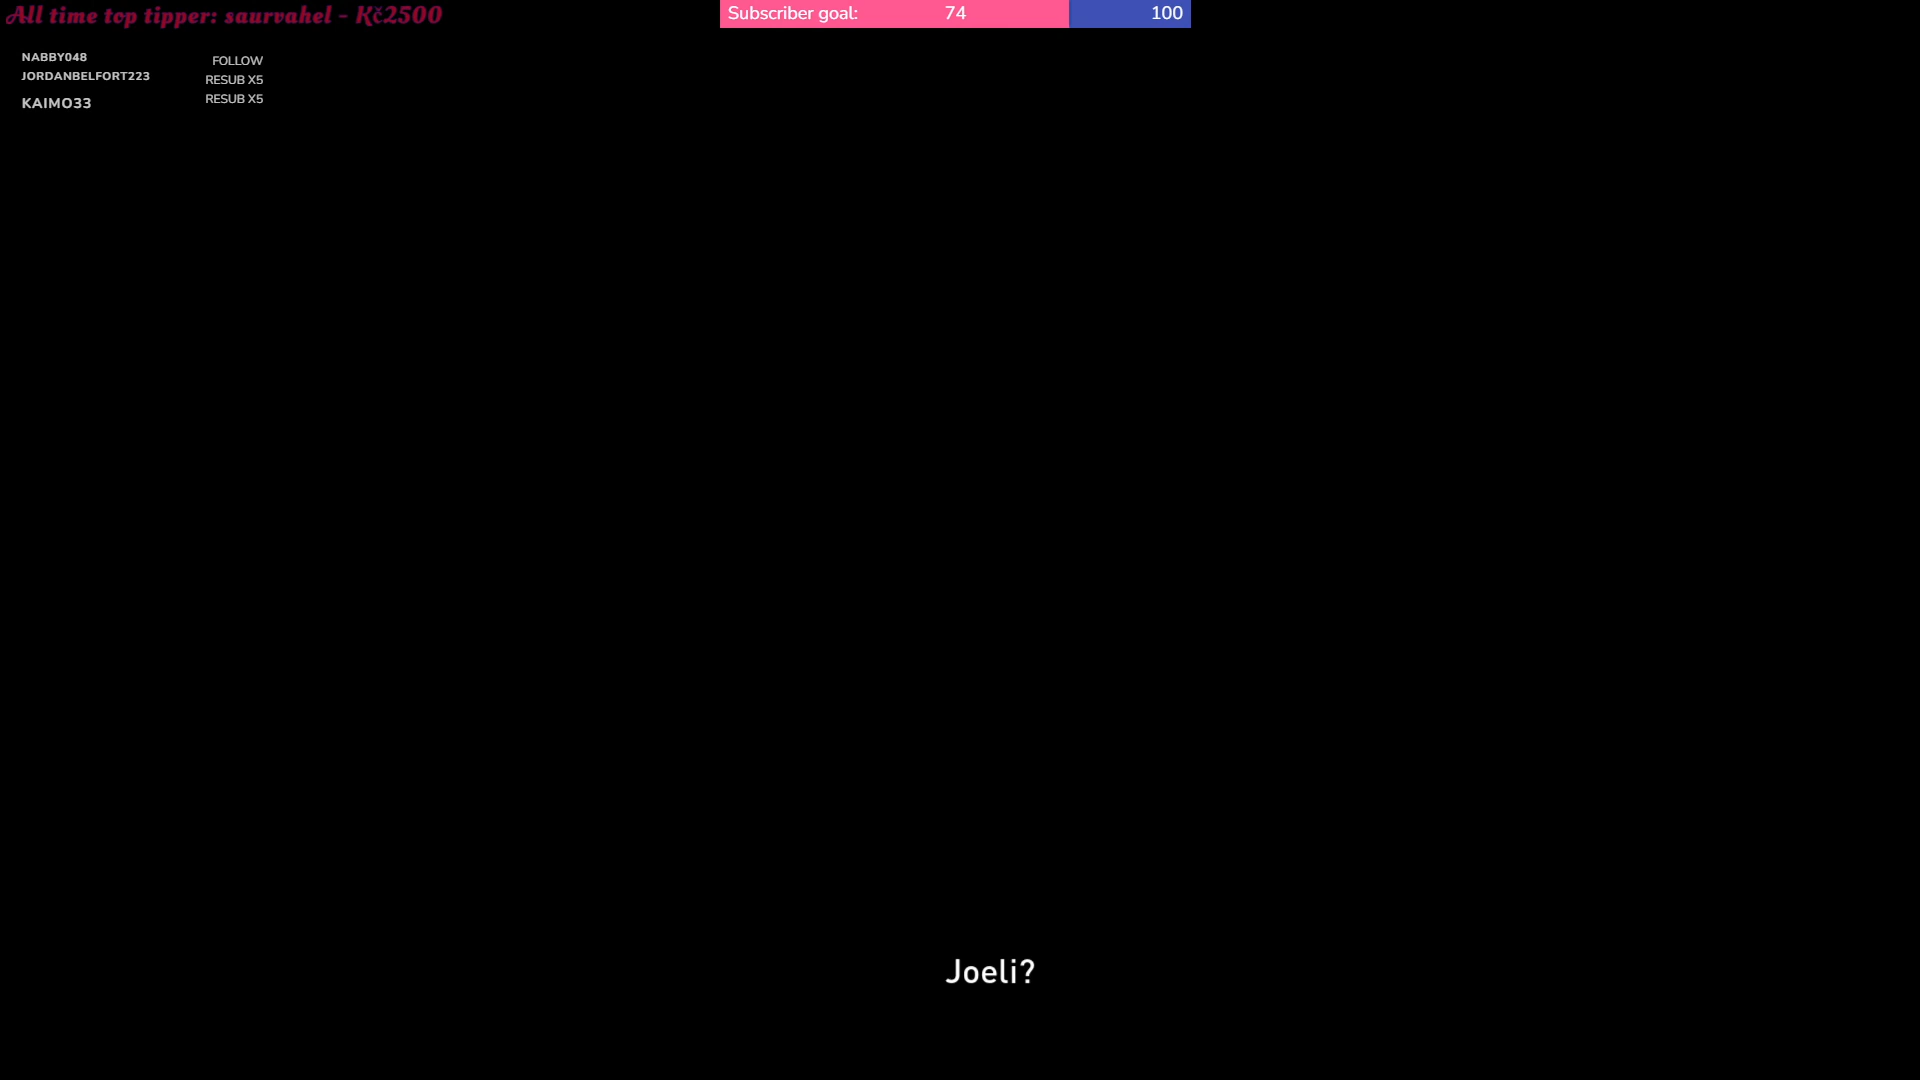 All time top tipper: saurvahel - Kč2500
Subscriber goal: 74 100
NABBY048 FOLLOW
JORDANBELFORT223 RESUB X5
KAIMO33 RESUB X5
Joeli?